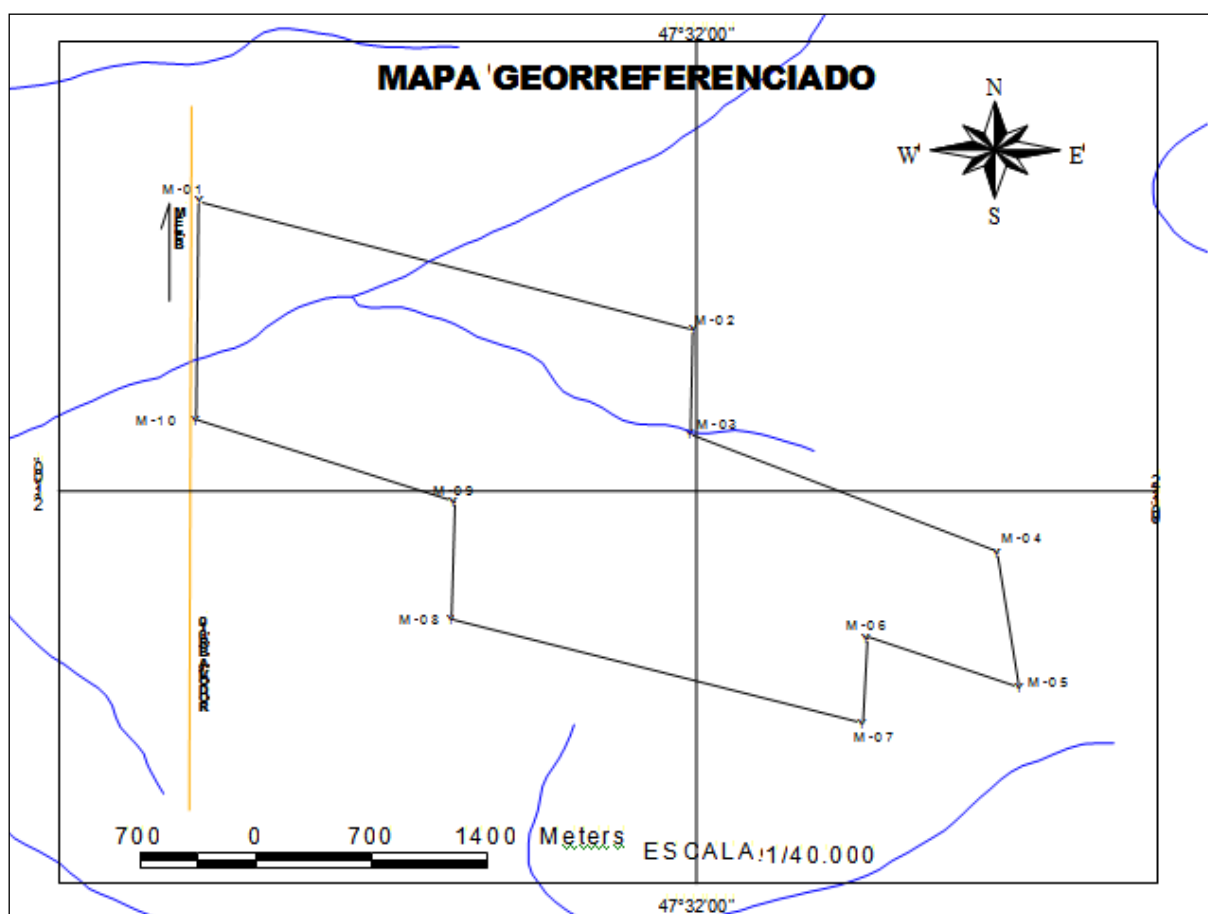 47°32'00"
MAPA GEORREFERENCIADO
N
W E
S
M-01
M-02
M-03
M-10
M-09
M-04
M-08
M-06
M-05
M-07
700 0 700 1400 Meters
ESCALA:1/40.000
47°32'00"